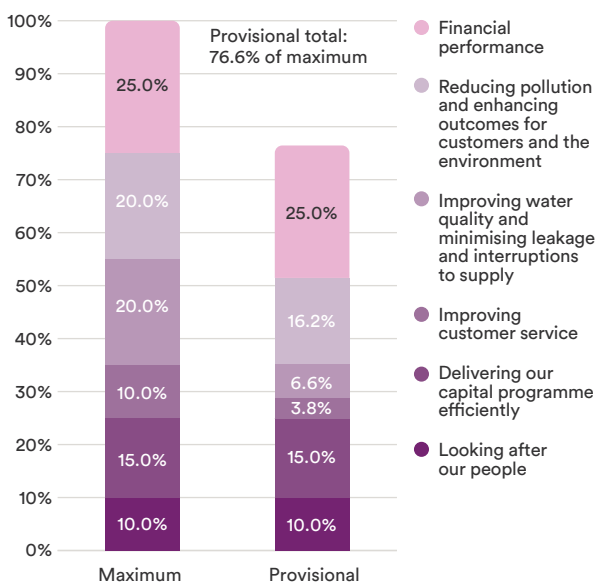 100%
90%
80%
70%
60%
50%
40%
30%
20%
10%
0%
Provisional total:
76.6% of maximum
25.0%
20.0%
20.0%
10.0%
15.0%
10.0%
25.0%
16.2%
6.6%
3.8%
15.0%
10.0%
Maximum
Provisional
Financial
performance
Reducing pollution
and enhancing
outcomes for
customers and the
environment
Improving water
quality and
minimising leakage
and interruptions
to supply
Improving
customer service
Delivering our
capital programme
efficiently
Looking after
our people